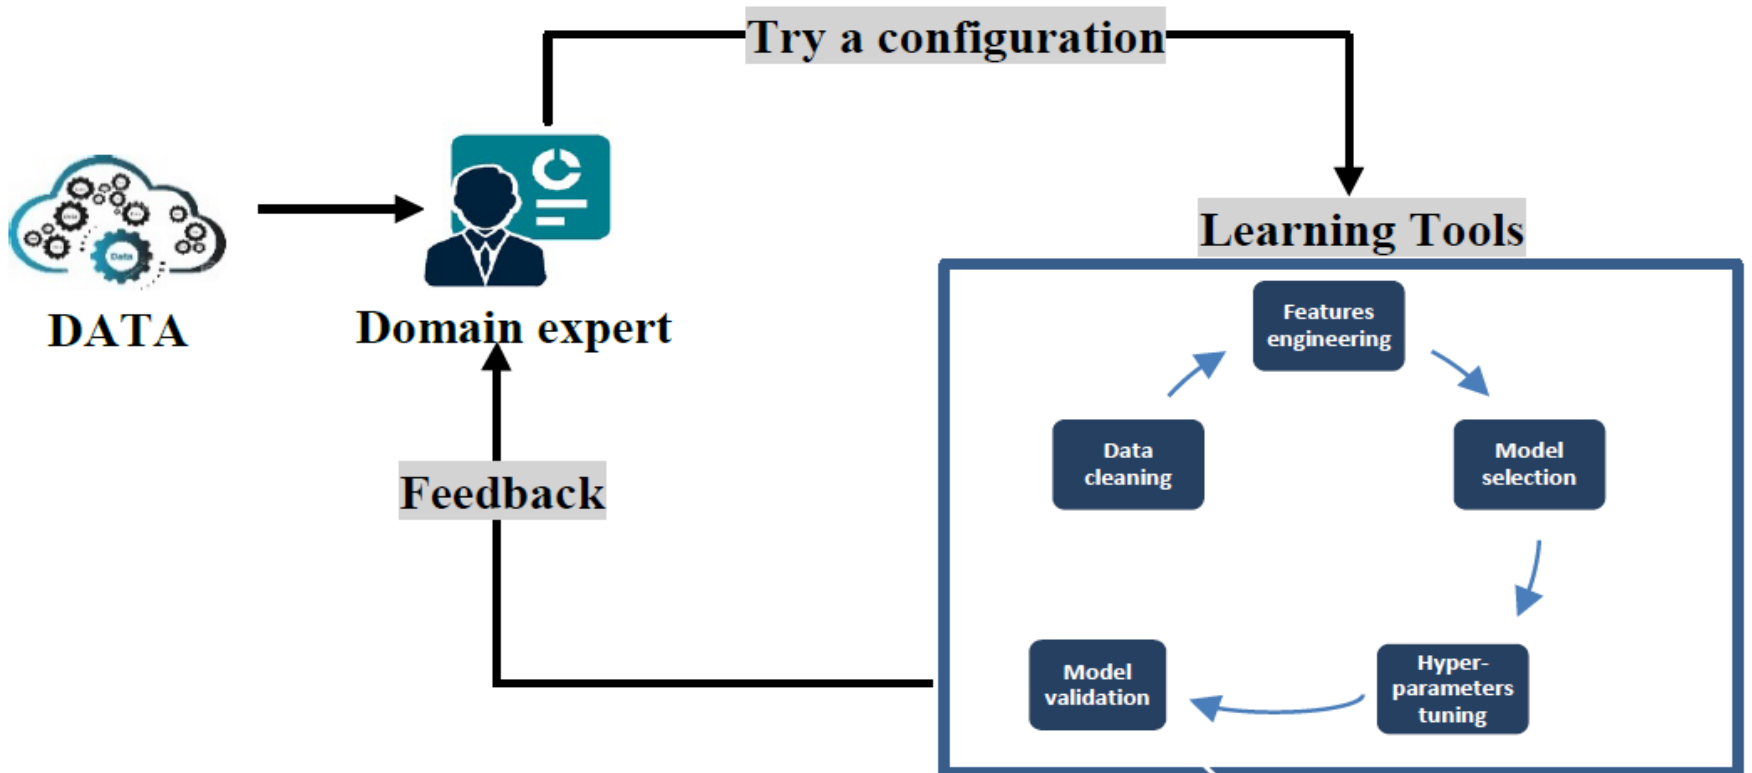 Try a configuration
Data
DATA
Domain expert
Learning Tools
Features
engineering
Data
cleaning
Model
selection
Feedback
Model
validation
Hyper-
parameters
tuning